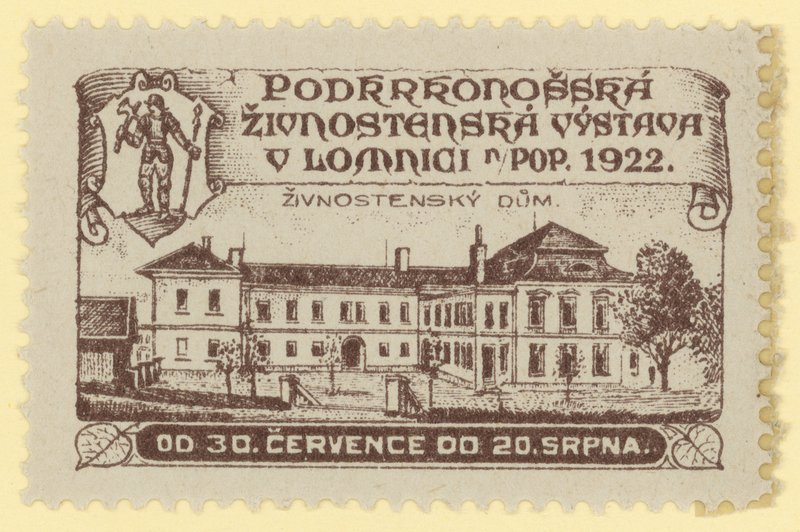 PODKRKONOŠSKÁ
ŽIVNOSTENSKÁ VÝSTAVA
V LOMNICI n/POP. 1922.
ŽIVNOSTENSKÝ DŮM.
OD 30. ČERVENCE DO 20. SRPNA.